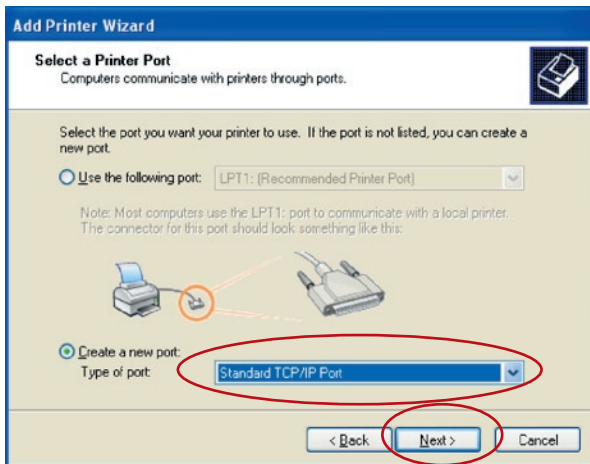 Add Printer Wizard
Select a Printer Port
Computers communicate with printers through ports.
Select the port you want your printer to use. If the port is not listed, you can create a
new port.
Use the following port: LPT1: (Recommended Printer Port)
Note: Most computers use the LPT1: port to communicate with a local printer.
The connector for this port should look something like this:
Create a new port:
Type of port: Standard TCP/IP Port
< Back Next > Cancel